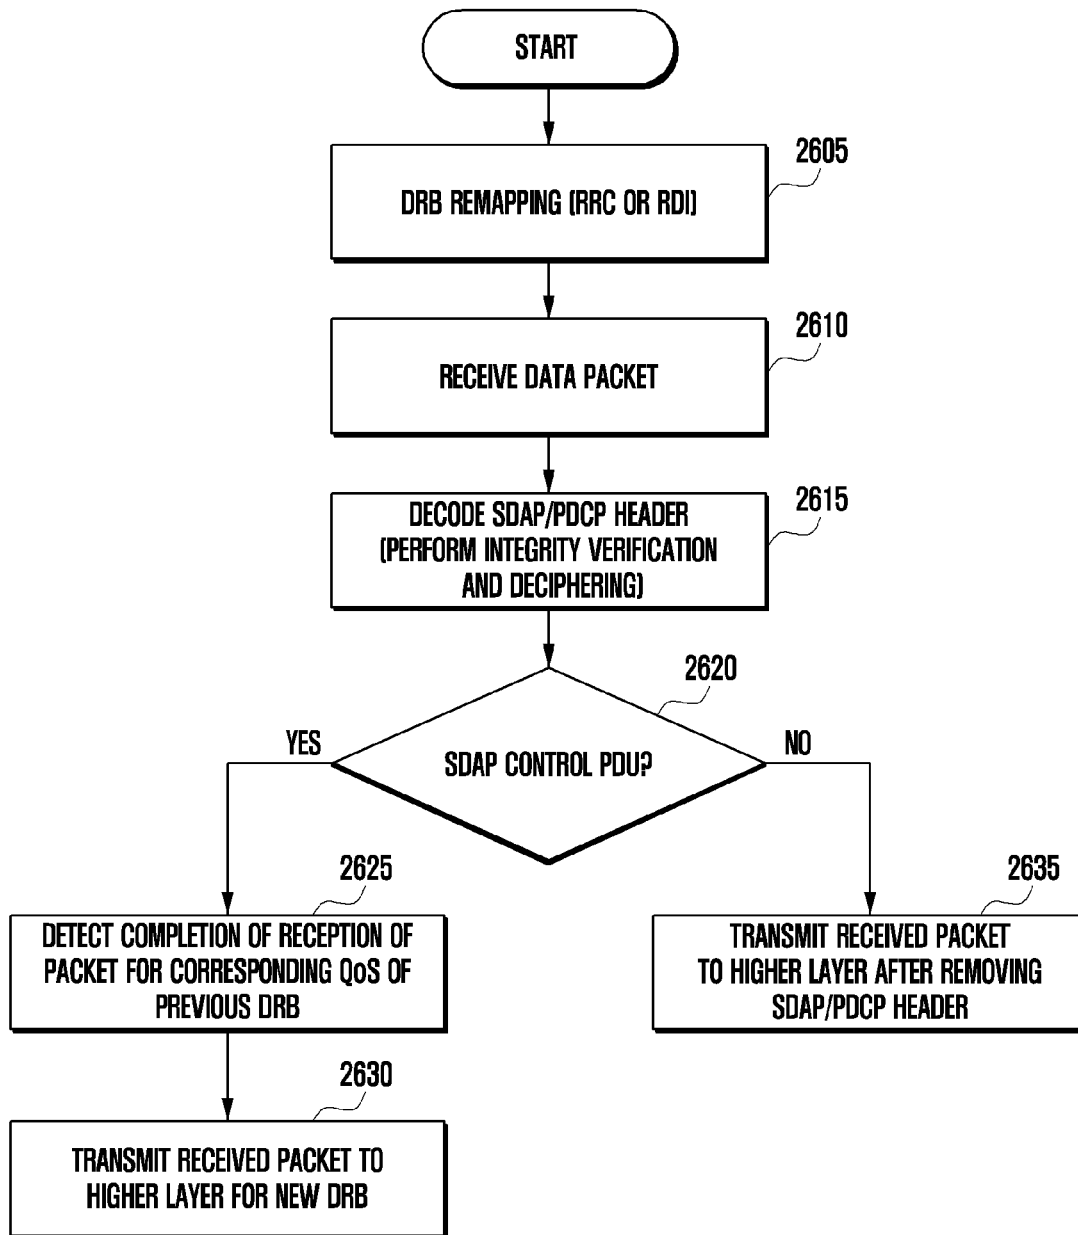 START
2605
DRB REMAPPING (RRC OR RDI)
2610
RECEIVE DATA PACKET
2615
DECODE SDAP/PDCP HEADER
(PERFORM INTEGRITY VERIFICATION
AND DECIPHERING)
2620
SDAP CONTROL PDU?
YES
NO
2625
DETECT COMPLETION OF RECEPTION OF
PACKET FOR CORRESPONDING QoS OF
PREVIOUS DRB
2635
TRANSMIT RECEIVED PACKET
TO HIGHER LAYER AFTER REMOVING
SDAP/PDCP HEADER
2630
TRANSMIT RECEIVED PACKET TO
HIGHER LAYER FOR NEW DRB